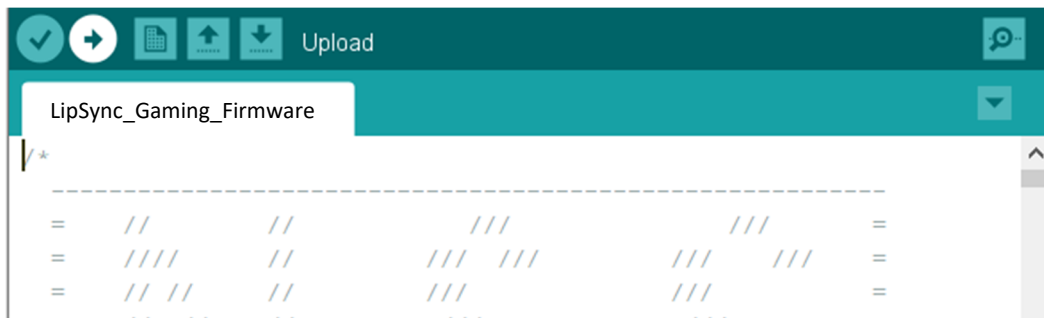 Upload
LipSync_Gaming_Firmware
/*
----------------------------------------------------------
=    //        //            ///               ///       =
=    ////      //         ///  ///         ///    ///    =
=    // //     //         ///              ///           =